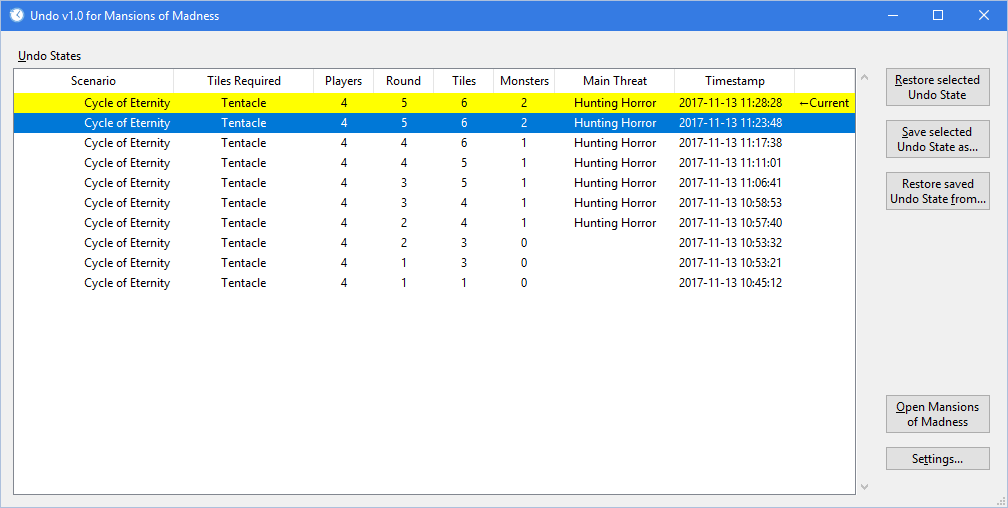 Undo v1.0 for Mansions of Madness
Undo States
Scenario Tiles Required Players Round Tiles Monsters Main Threat Timestamp
Cycle of Eternity Tentacle 4 5 6 2 Hunting Horror 2017-11-13 11:28:28 ←Current
Cycle of Eternity Tentacle 4 5 6 2 Hunting Horror 2017-11-13 11:23:48
Cycle of Eternity Tentacle 4 4 6 1 Hunting Horror 2017-11-13 11:17:38
Cycle of Eternity Tentacle 4 4 5 1 Hunting Horror 2017-11-13 11:11:01
Cycle of Eternity Tentacle 4 3 5 1 Hunting Horror 2017-11-13 11:06:41
Cycle of Eternity Tentacle 4 3 4 1 Hunting Horror 2017-11-13 10:58:53
Cycle of Eternity Tentacle 4 2 4 1 Hunting Horror 2017-11-13 10:57:40
Cycle of Eternity Tentacle 4 2 3 0 2017-11-13 10:53:32
Cycle of Eternity Tentacle 4 1 3 0 2017-11-13 10:53:21
Cycle of Eternity Tentacle 4 1 1 0 2017-11-13 10:45:12
Restore selected
Undo State
Save selected
Undo State as...
Restore saved
Undo State from...
Open Mansions
of Madness
Settings...